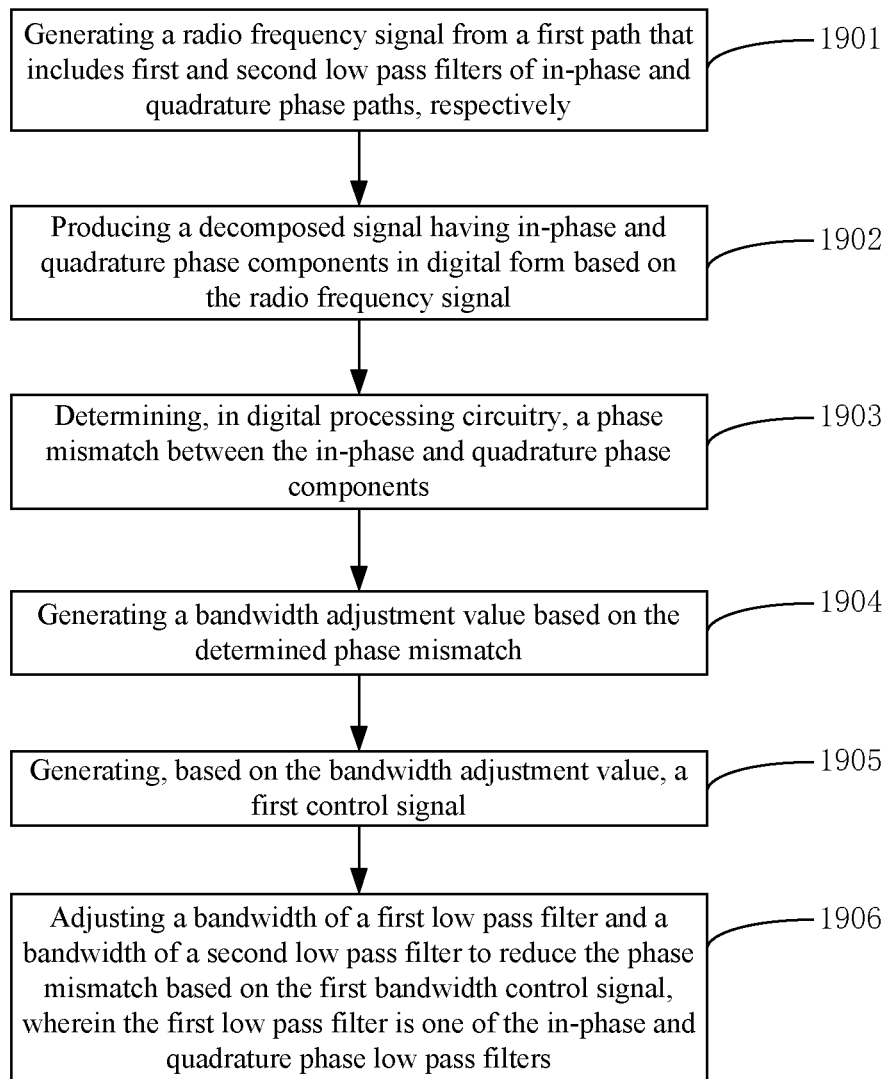 Generating a radio frequency signal from a first path that
includes first and second low pass filters of in-phase and
quadrature phase paths, respectively
1901
Producing a decomposed signal having in-phase and
quadrature phase components in digital form based on
the radio frequency signal
1902
Determining, in digital processing circuitry, a phase
mismatch between the in-phase and quadrature phase
components
1903
Generating a bandwidth adjustment value based on the
determined phase mismatch
1904
Generating, based on the bandwidth adjustment value, a
first control signal
1905
Adjusting a bandwidth of a first low pass filter and a
bandwidth of a second low pass filter to reduce the phase
mismatch based on the first bandwidth control signal,
wherein the first low pass filter is one of the in-phase and
quadrature phase low pass filters
1906